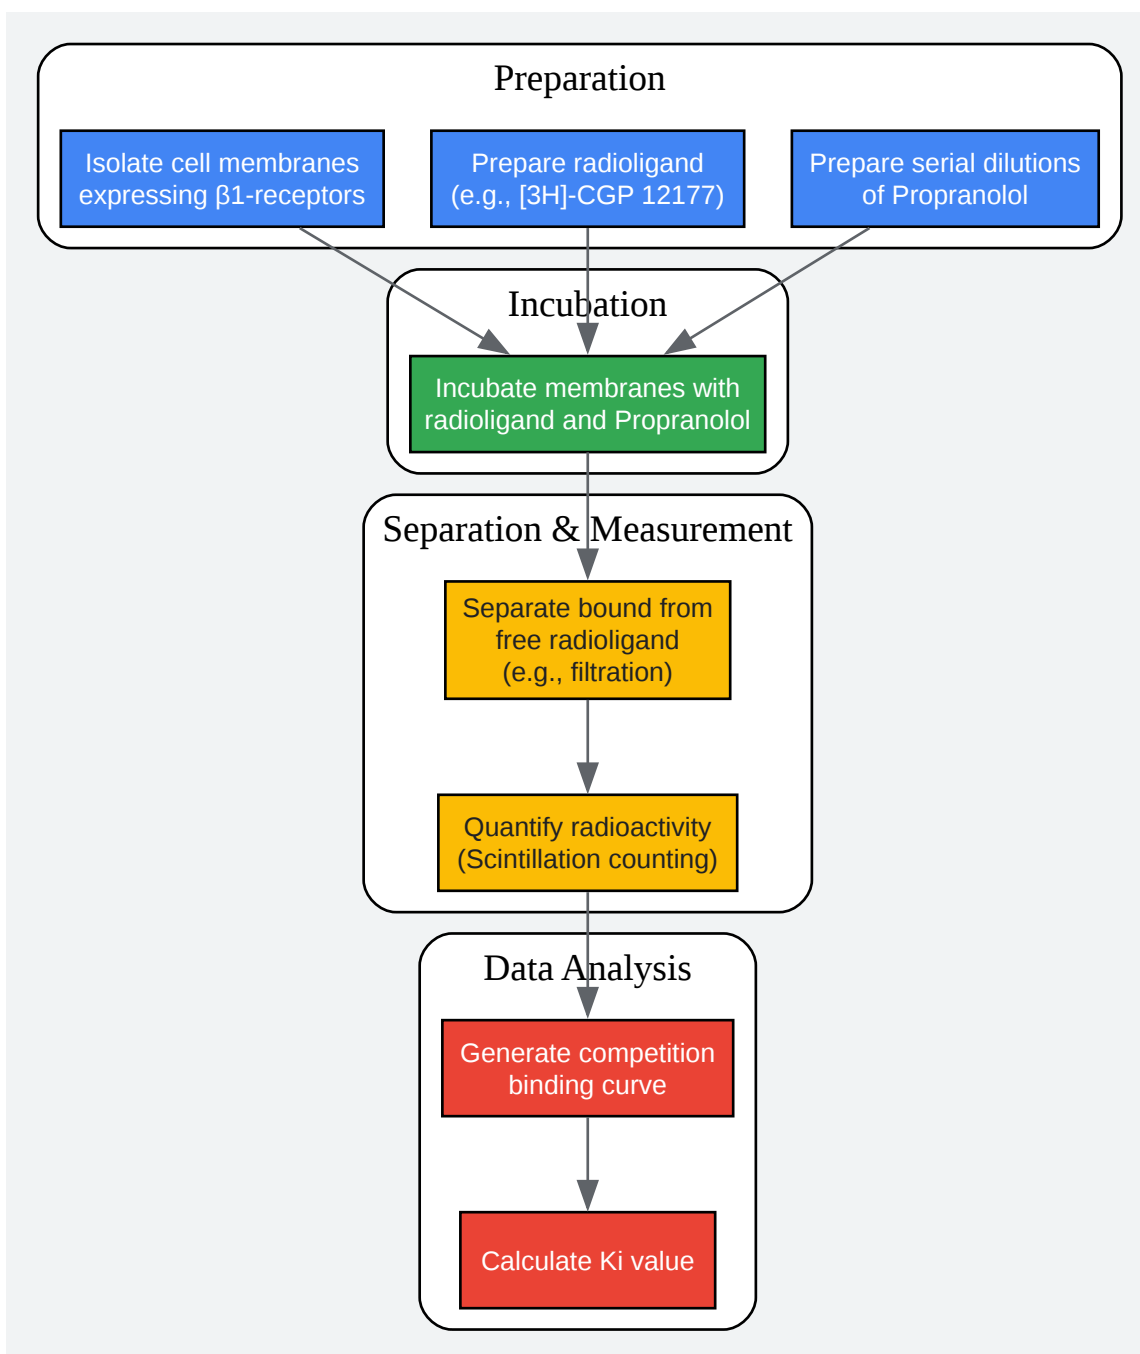 Preparation
Isolate cell membranes
expressing β1-receptors
Prepare radioligand
(e.g., [3H]-CGP 12177)
Prepare serial dilutions
of Propranolol
Incubation
Incubate membranes with
radioligand and Propranolol
Separation & Measurement
Separate bound from
free radioligand
(e.g., filtration)
Quantify radioactivity
(Scintillation counting)
Data Analysis
Generate competition
binding curve
Calculate Ki value